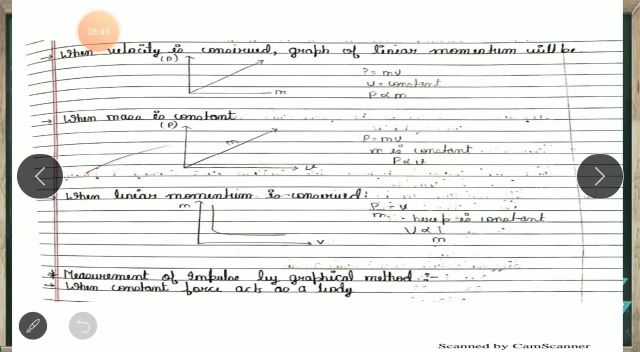 06:49
→ When velocity is conserved, graph of linear momentum will be
(P)
m
P = mv
v = constant
P ∝ m
→ When mass is constant
(P)
m
v
P = mv
m is constant
P ∝ v
→ When linear momentum is conserved:
m
v
P/m = v
- here p is constant
V ∝ 1/m
* Measurement of Impulse by graphical method :-
→ When constant force acts as a body
Scanned by CamScanner